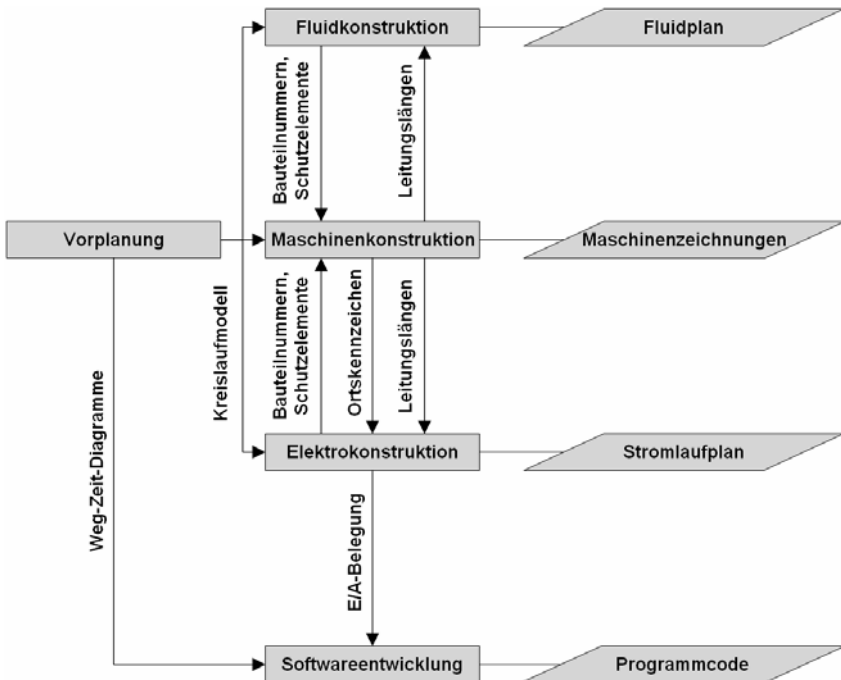 Fluidkonstruktion
Fluidplan
Bauteilnummern,
Schutzelemente
Leitungslängen
Vorplanung
Maschinenkonstruktion
Maschinenzeichnungen
Weg-Zeit-Diagramme
Kreislaufmodell
Bauteilnummern,
Schutzelemente
Ortskennzeichen
Leitungslängen
Elektrokonstruktion
Stromlaufplan
E/A-Belegung
Softwareentwicklung
Programmcode